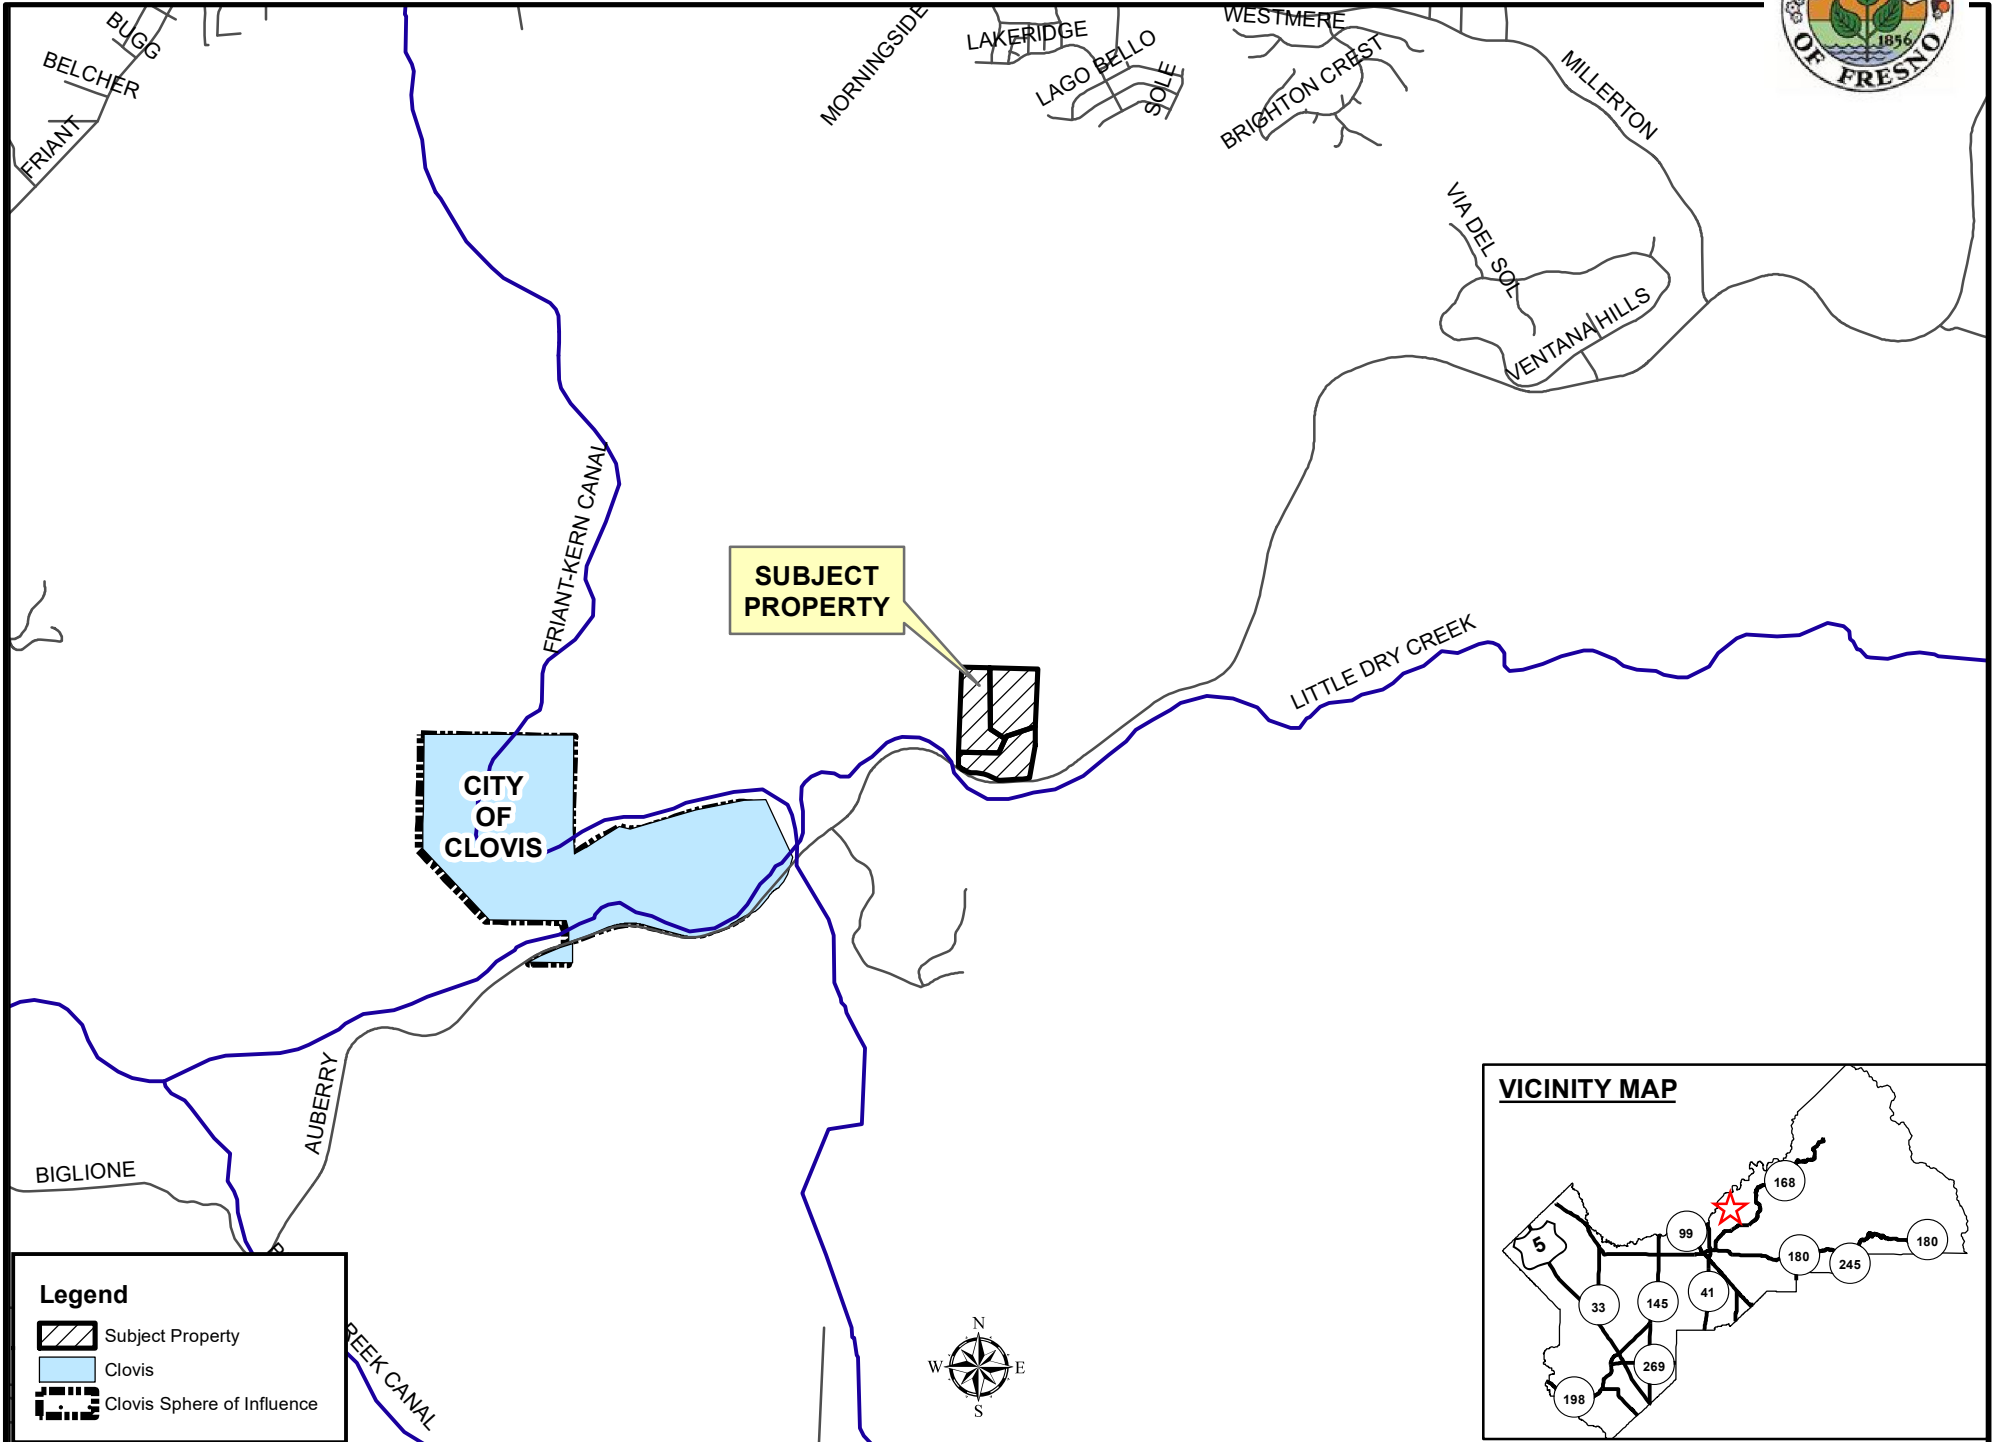 BUGG
BELCHER
FRIANT
MORNINGSIDE
LAKERIDGE
LAGO BELLO
SOLE
WESTMERE
BRIGHTON CREST
MILLERTON
1856
OF FRESNO
VIA DEL SOL
VENTANA HILLS
FRIANT-KERN CANAL
SUBJECT
PROPERTY
LITTLE DRY CREEK
CITY
OF
CLOVIS
AUBERRY
BIGLIONE
REEK CANAL
Legend
Subject Property
Clovis
Clovis Sphere of Influence
N
W
E
S
VICINITY MAP
168
99
5
180
245
180
33
145
41
269
198